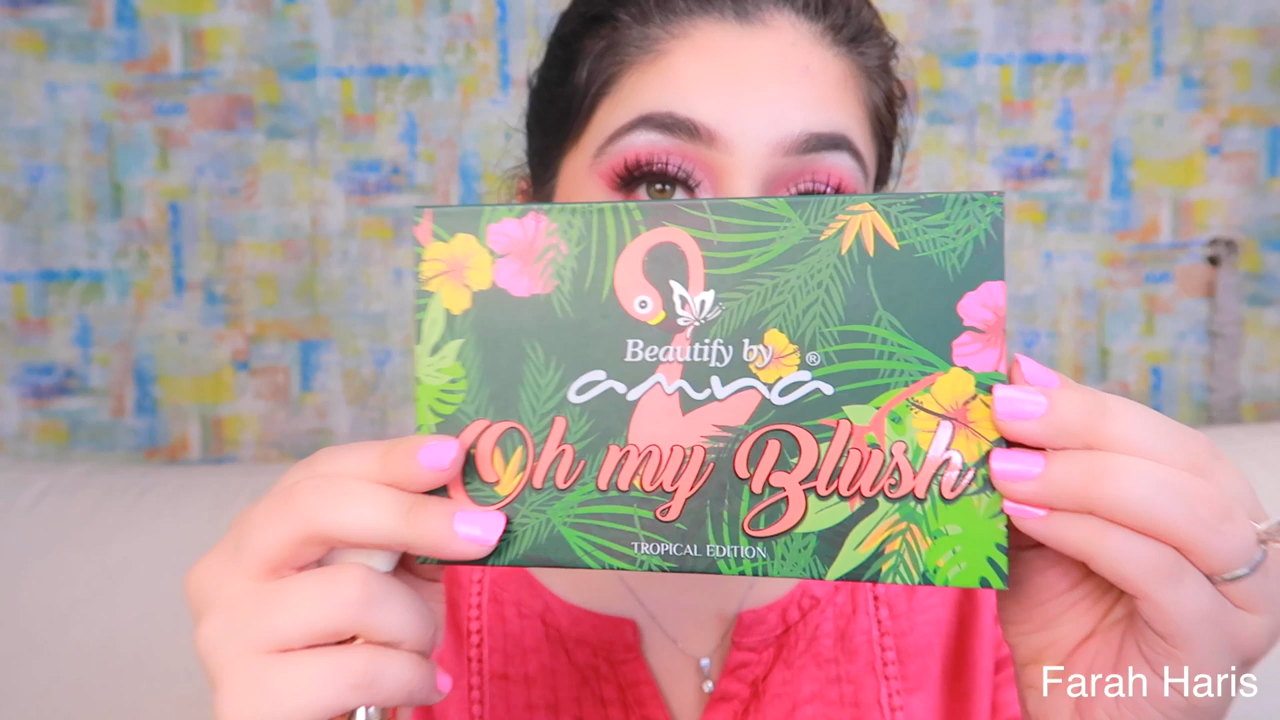 Beautify by
amna®
Oh my Blush
TROPICAL EDITION
Farah Haris